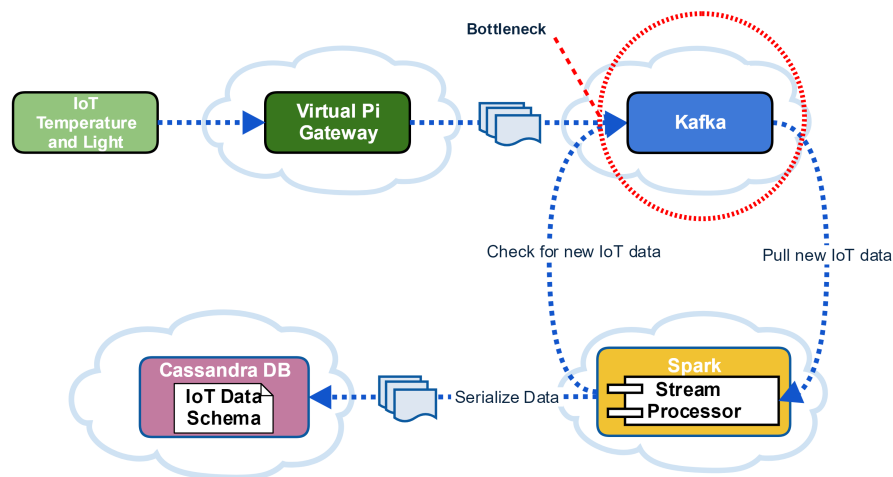 Bottleneck
IoT
Temperature
and Light
Virtual Pi
Gateway
Kafka
Check for new IoT data
Pull new IoT data
Cassandra DB
IoT Data
Schema
Serialize Data
Spark
Stream
Processor